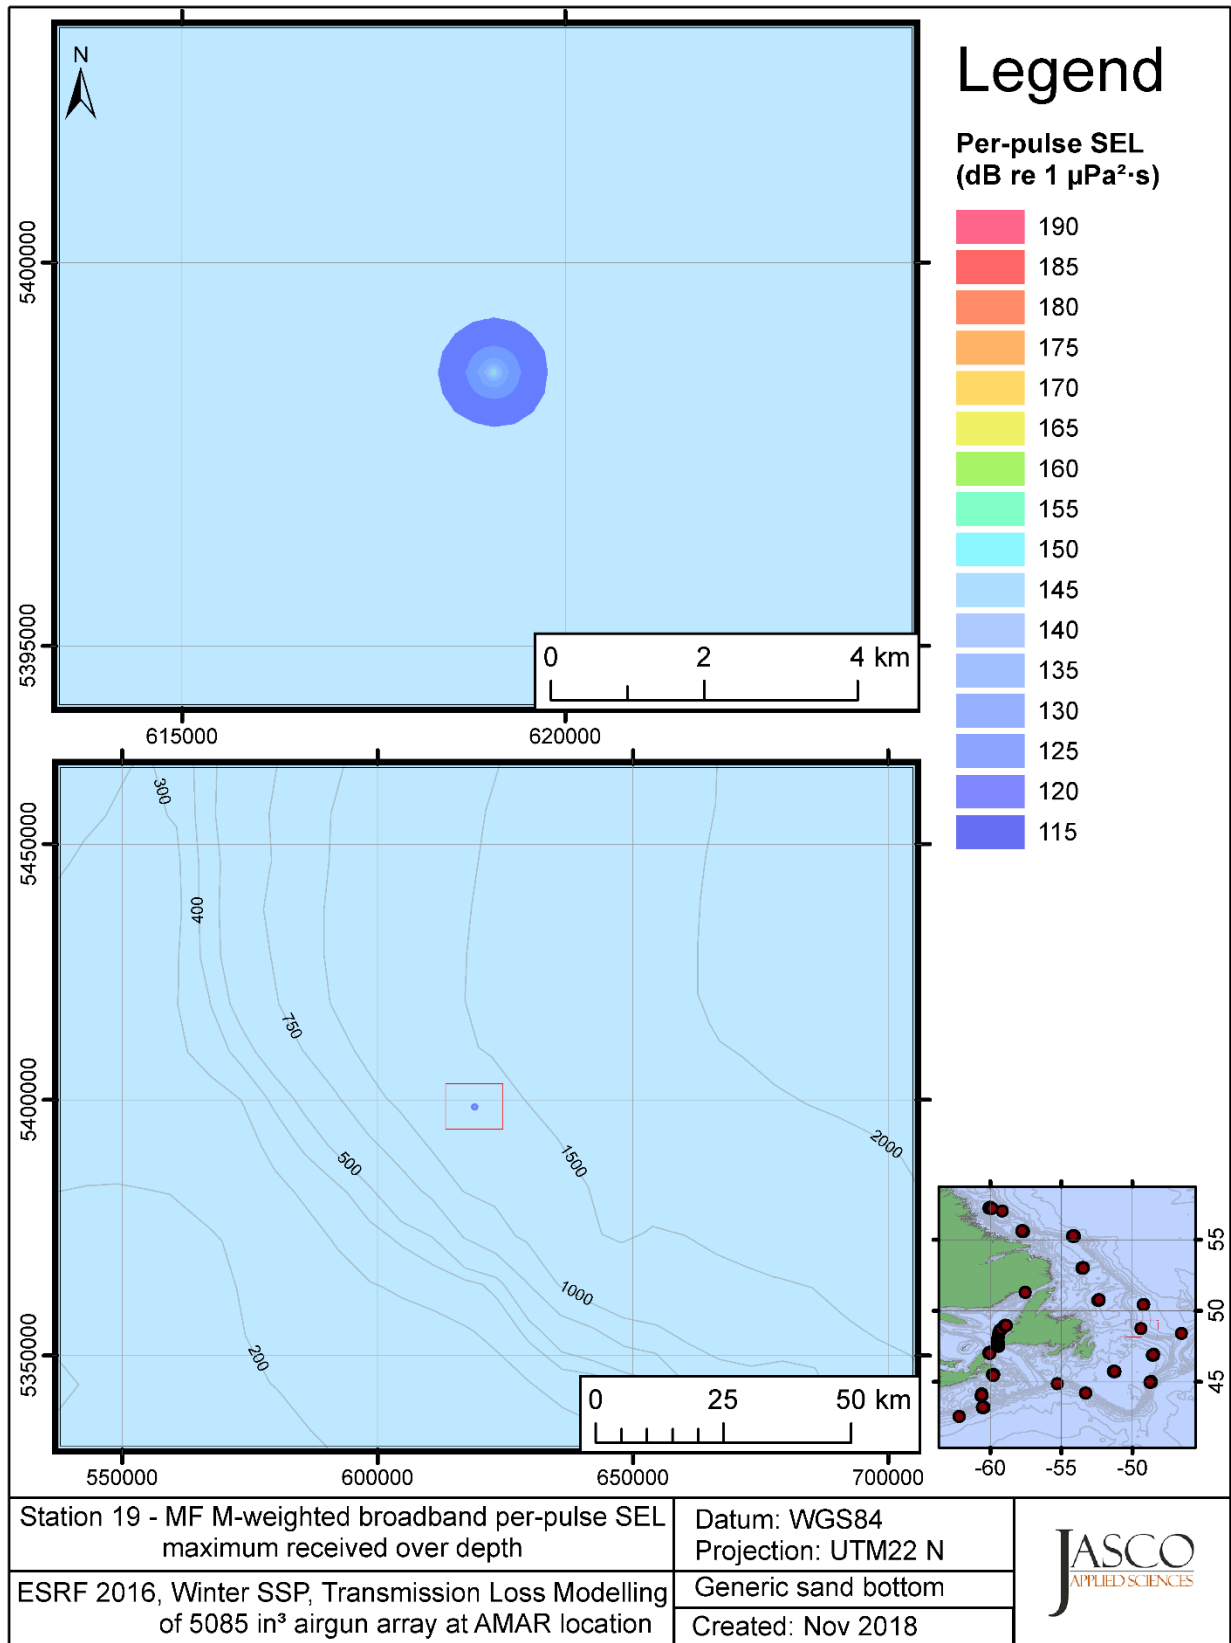 N
5400000
5395000
0 2 4 km
615000 620000
Legend
Per-pulse SEL
(dB re 1 µPa²·s)
190
185
180
175
170
165
160
155
150
145
140
135
130
125
120
115
300
400
750
500
1500
1000
2000
200
5450000
5400000
5350000
0 25 50 km
550000 600000 650000 700000
55
50
45
-60 -55 -50
Station 19 - MF M-weighted broadband per-pulse SEL
maximum received over depth
ESRF 2016, Winter SSP, Transmission Loss Modelling
of 5085 in³ airgun array at AMAR location
Datum: WGS84
Projection: UTM22 N
Generic sand bottom
Created: Nov 2018
JASCO
APPLIED SCIENCES